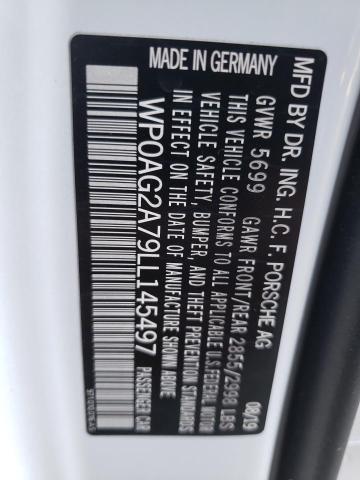 MFD BY DR. ING. H.C. F. PORSCHE AG
GVWR 5699 GAWR FRONT/REAR 2855/2998 LBS 08/19
THIS VEHICLE CONFORMS TO ALL APPLICABLE U.S. FEDERAL MOTOR
VEHICLE SAFETY, BUMPER, AND THEFT PREVENTION STANDARDS
IN EFFECT ON THE DATE OF MANUFACTURE SHOWN ABOVE
WP0AG2A79LL145497 PASSENGER CAR
MADE IN GERMANY